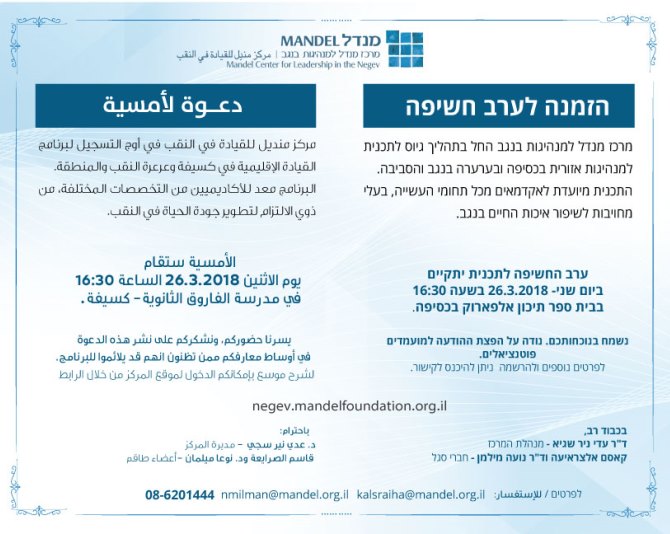 מנדל MANDEL
מרכז מנדל למנהיגות בנגב | مركز منديل للقيادة في النقب
Mandel Center for Leadership in the Negev
הזמנה לערב חשיפה
מרכז מנדל למנהיגות בנגב החל בתהליך גיוס לתכנית
למנהיגות אזורית בכסיפה ובערערה בנגב והסביבה.
התכנית מיועדת לאקדמאים מכל תחומי העשייה, בעלי
מחויבות לשיפור איכות החיים בנגב.
ערב החשיפה לתכנית יתקיים
ביום שני- 26.3.2018 בשעה 16:30
בבית ספר תיכון אלפארוק בכסיפה.
נשמח בנוכחותכם. נודה על הפצת ההודעה למועמדים
פוטנציאלים.
לפרטים נוספים ולהרשמה ניתן להיכנס לקישור.
دعــوة لأمسية
مركز منديل للقيادة في النقب في أوج التسجيل لبرنامج
القيادة الإقليمية في كسيفة وعرعرة النقب والمنطقة.
البرنامج معد للأكاديميين من التخصصات المختلفة، من
ذوي الالتزام لتطوير جودة الحياة في النقب.
الأمسية ستقام
يوم الاثنين 26.3.2018 الساعة 16:30
في مدرسة الفاروق الثانوية- كسيفة .
يسرنا حضوركم، ونشكركم على نشر هذه الدعوة
في أوساط معارفكم ممن تظنون انهم قد يلائموا للبرنامج.
لشرح موسع بإمكانكم الدخول لموقع المركز من خلال الرابط
negev.mandelfoundation.org.il
בכבוד רב,
ד"ר עדי ניר שגיא - מנהלת המרכז
קאסם אלצראיעה וד"ר נועה מילמן - חברי סגל
باحترام:
د. عدي نير سجي - مديرة المركز
قاسم الصرايعة ود. نوعا ميلمان -أعضاء طاقم
לפרטים / للإستفسار: kalsraiha@mandel.org.il nmilman@mandel.org.il 08-6201444